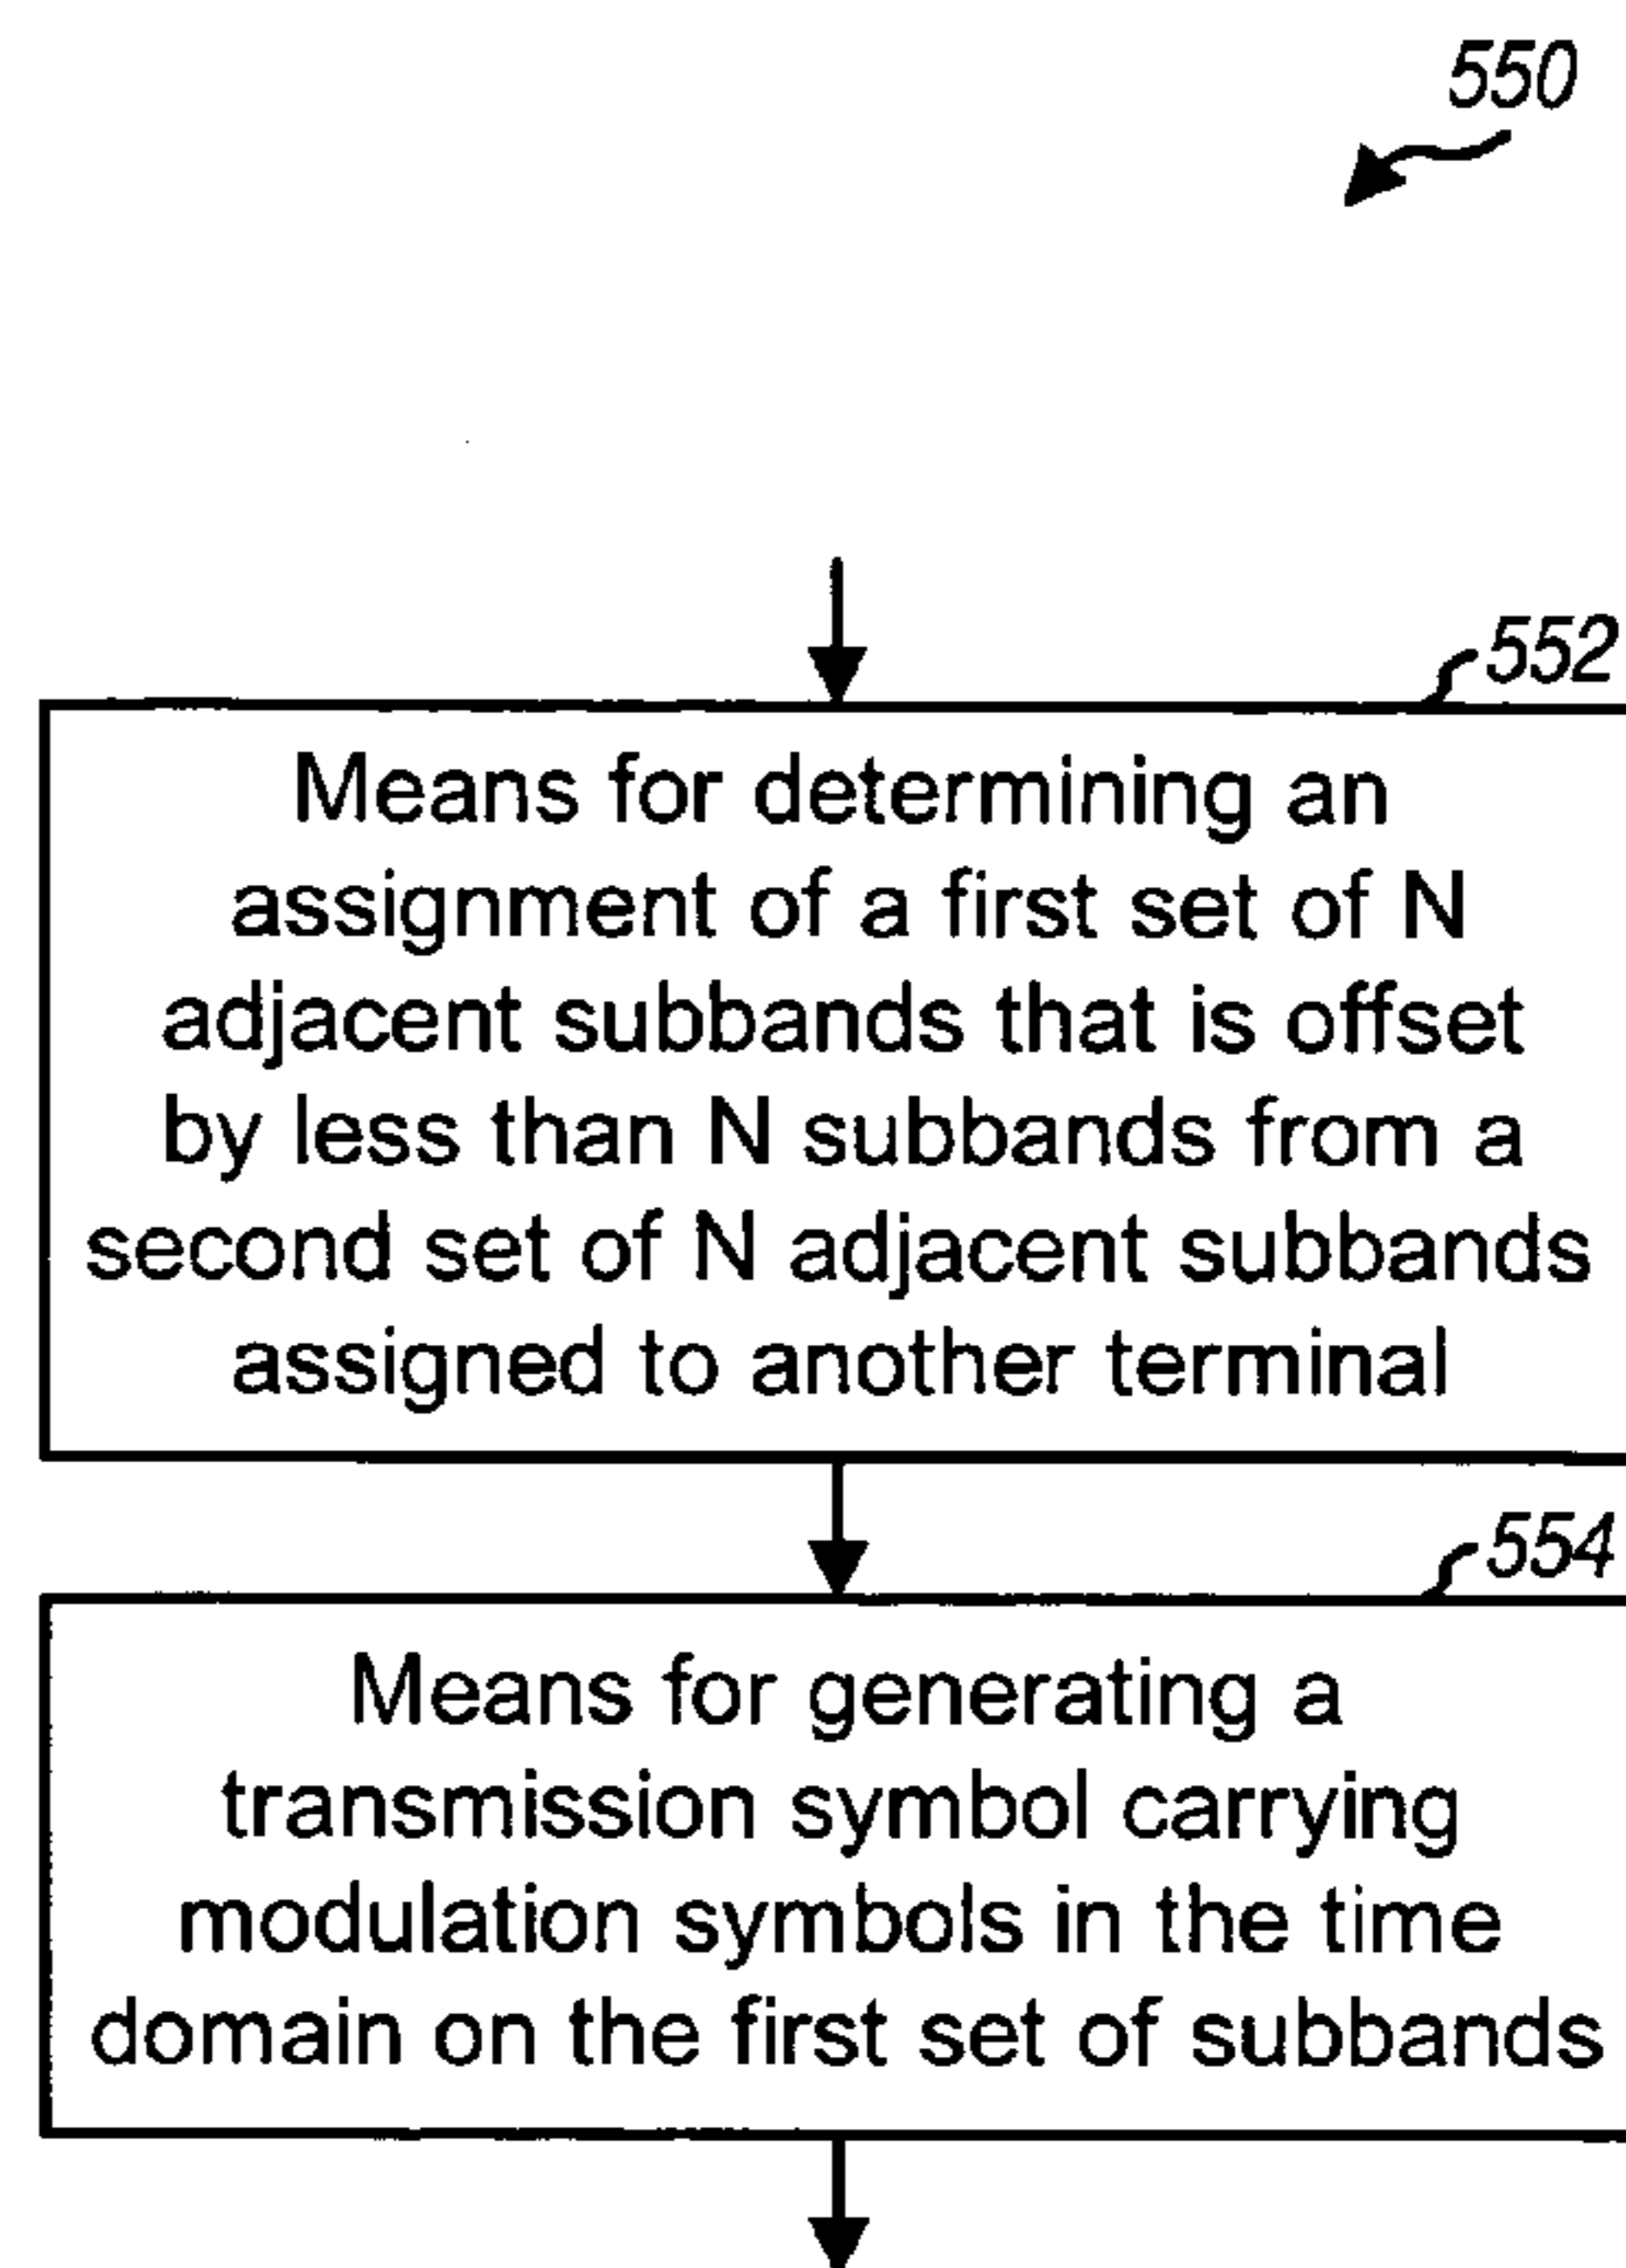 550
552
Means for determining an
assignment of a first set of N
adjacent subbands that is offset
by less than N subbands from a
second set of N adjacent subbands
assigned to another terminal
554
Means for generating a
transmission symbol carrying
modulation symbols in the time
domain on the first set of subbands